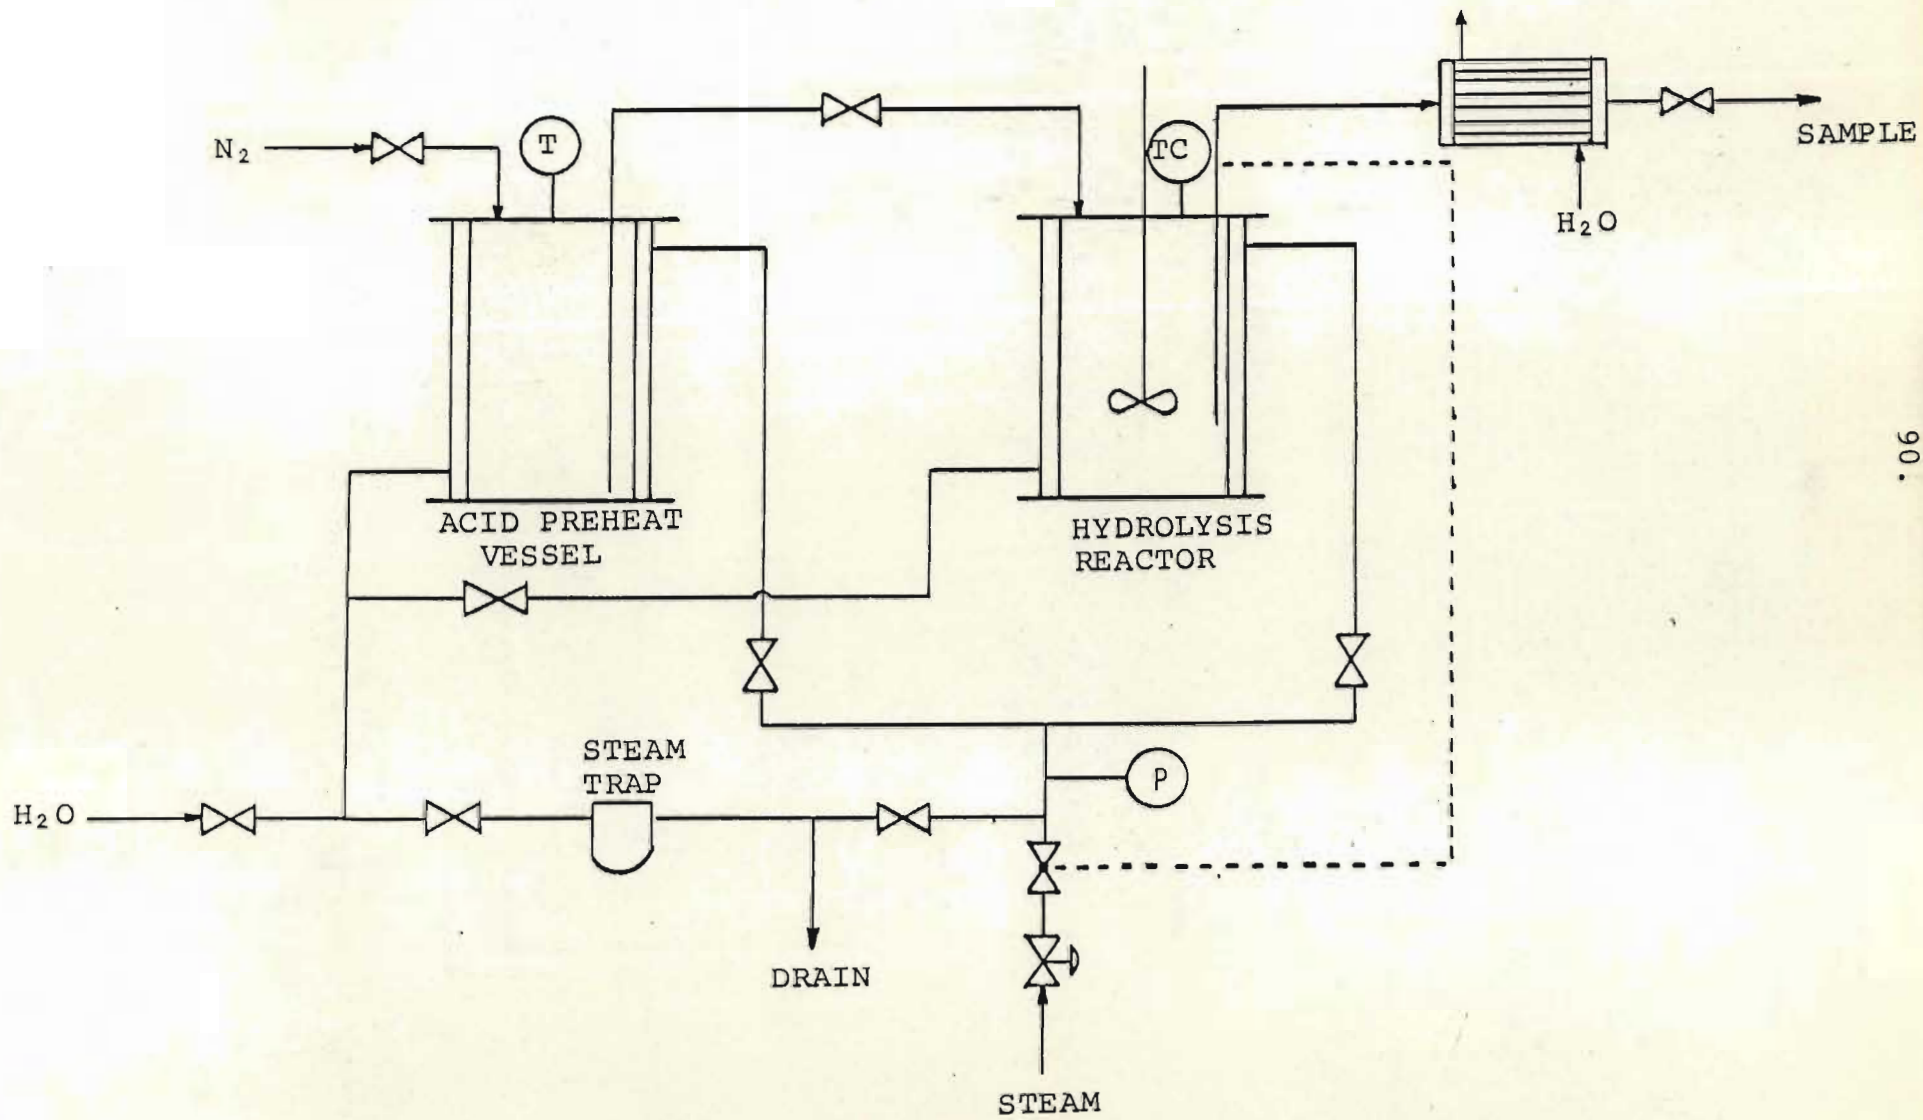 N₂
T
TC
SAMPLE
H₂O
ACID PREHEAT
VESSEL
HYDROLYSIS
REACTOR
STEAM
TRAP
P
H₂O
DRAIN
STEAM
90.